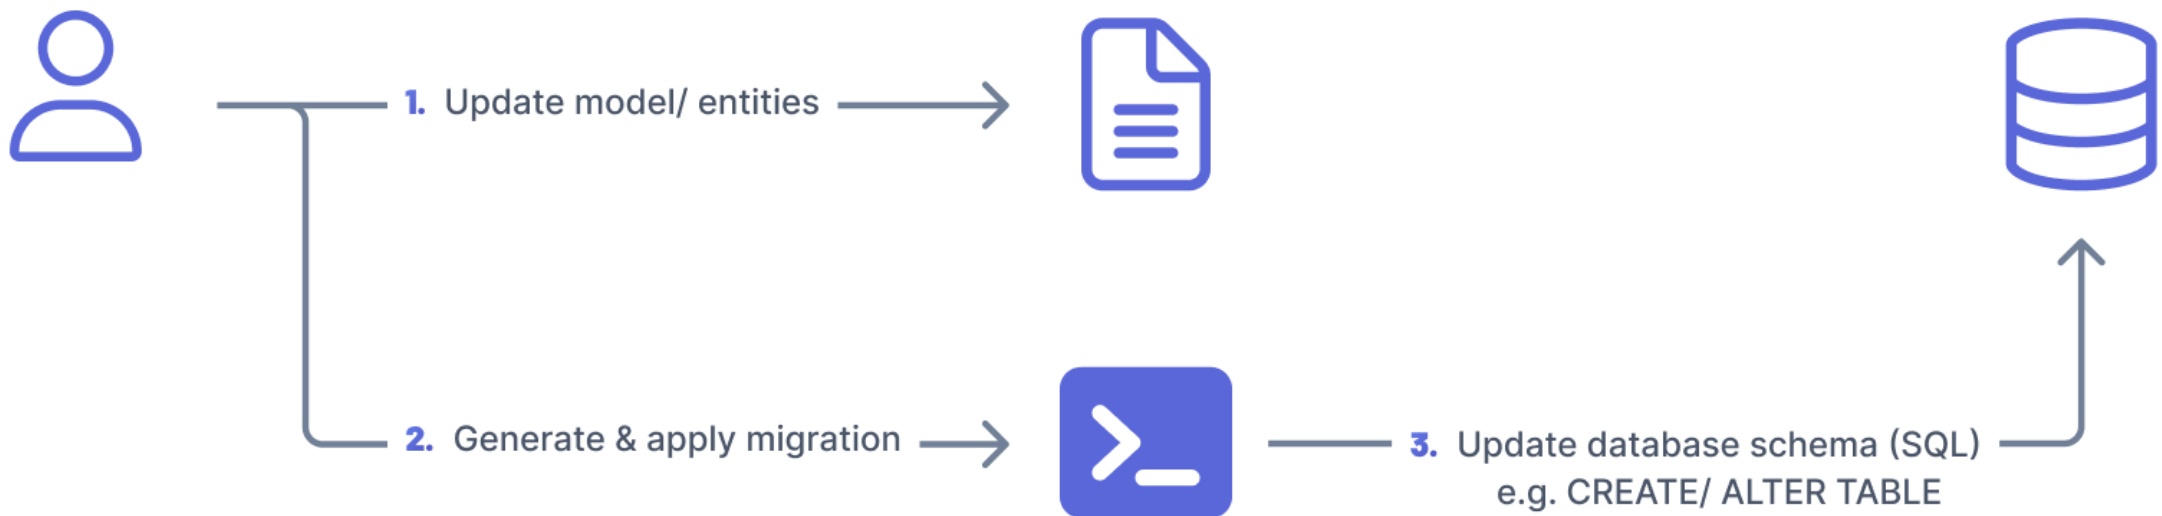 1. Update model/ entities
2. Generate & apply migration
3. Update database schema (SQL)
e.g. CREATE/ ALTER TABLE